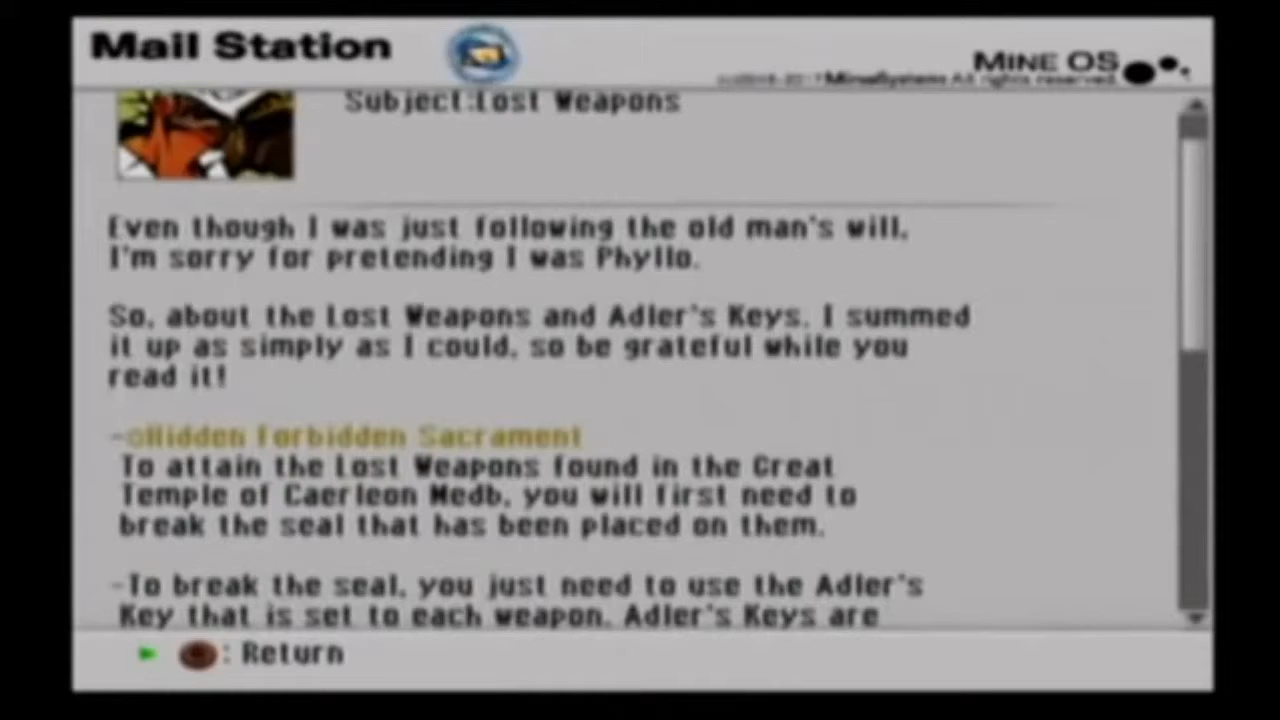 Mail Station
MINE OS
MiniaSystems All rights reserved.
Subject:Lost Weapons
Even though I was just following the old man's will,
I'm sorry for pretending I was Phyllo.
So, about the Lost Weapons and Adler's Keys. I summed
it up as simply as I could, so be grateful while you
read it!
-Hidden Forbidden Sacrament
To attain the Lost Weapons found in the Great
Temple of Caerleon Medb, you will first need to
break the seal that has been placed on them.
-To break the seal, you just need to use the Adler's
Key that is set to each weapon. Adler's Keys are
: Return